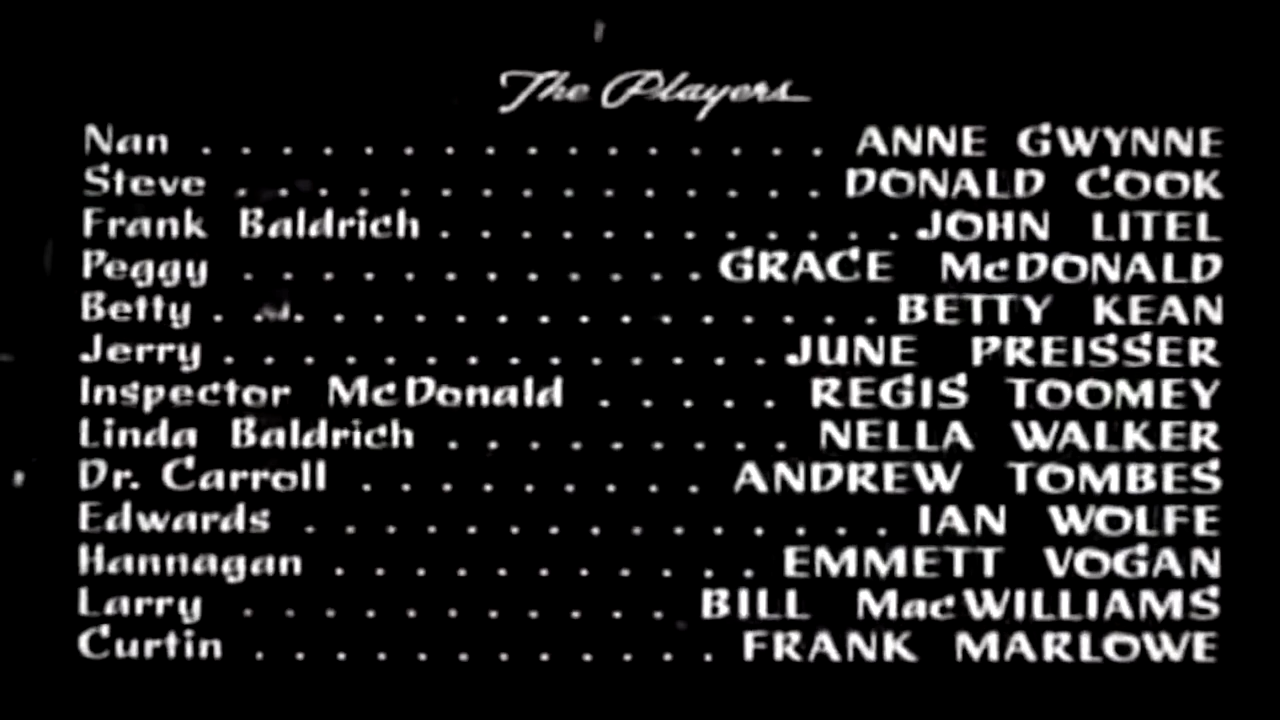 The Players
Nan . . . . . . . . . . . . . . . . . . ANNE GWYNNE
Steve . . . . . . . . . . . . . . . . . . DONALD COOK
Frank Baldrich . . . . . . . . . . . . . . JOHN LITEL
Peggy . . . . . . . . . . . . . . GRACE McDONALD
Betty . . . . . . . . . . . . . . . . . . . BETTY KEAN
Jerry . . . . . . . . . . . . . . . . JUNE PREISSER
Inspector McDonald . . . . . REGIS TOOMEY
Linda Baldrich . . . . . . . . . NELLA WALKER
Dr. Carroll . . . . . . . . . ANDREW TOMBES
Edwards . . . . . . . . . . . . . . . IAN WOLFE
Hannagan . . . . . . . . . . . EMMETT VOGAN
Larry . . . . . . . . . . . BILL MacWILLIAMS
Curtin . . . . . . . . . . . . FRANK MARLOWE